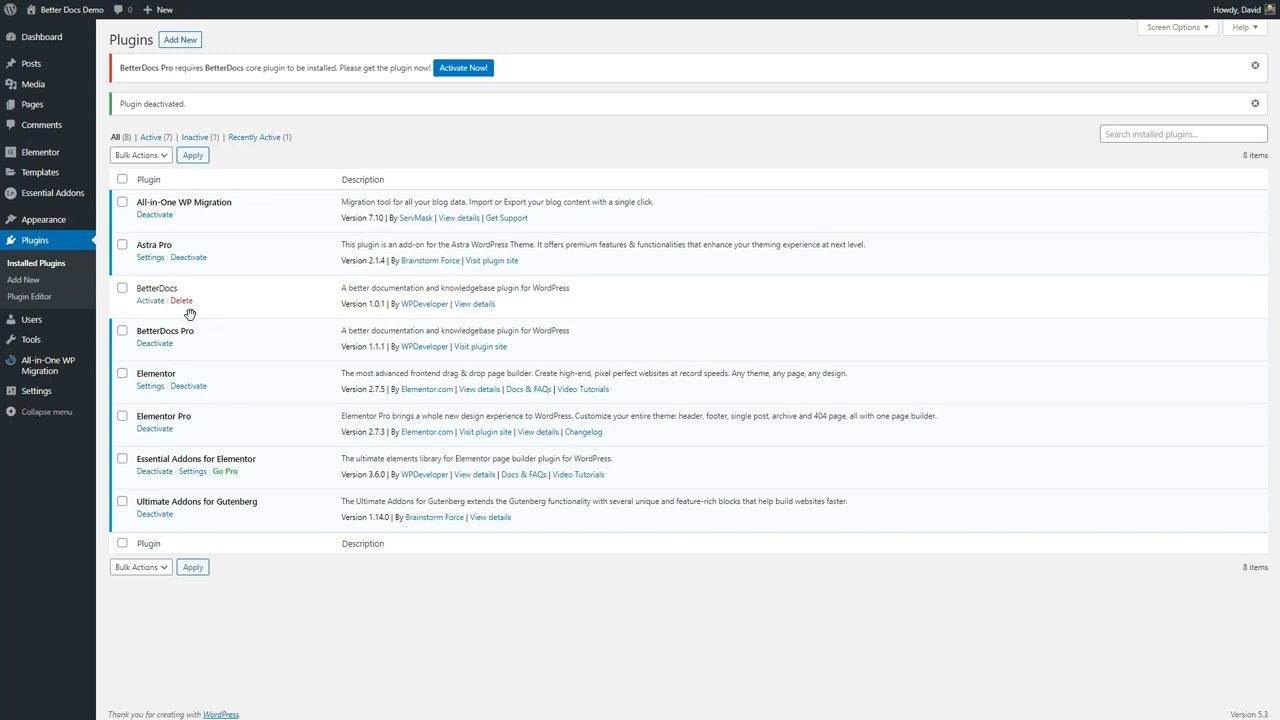 Better Docs Demo
0
New
Howdy, David
Dashboard
Posts
Media
Pages
Comments
Elementor
Templates
Essential Addons
Appearance
Plugins
Installed Plugins
Add New
Plugin Editor
Users
Tools
All-in-One WP
Migration
Settings
Collapse menu
Screen Options
Help
Plugins
Add New
BetterDocs Pro requires BetterDocs core plugin to be installed. Please get the plugin now! Activate Now!
Plugin deactivated.
All (8) | Active (7) | Inactive (1) | Recently Active (1)
Search installed plugins...
Bulk Actions
Apply
8 items
Plugin
Description
All-in-One WP Migration
Deactivate
Migration tool for all your blog data. Import or Export your blog content with a single click.
Version 7.10 | By ServMask | View details | Get Support
Astra Pro
Settings | Deactivate
This plugin is an add-on for the Astra WordPress Theme. It offers premium features & functionalities that enhance your theming experience at next level.
Version 2.1.4 | By Brainstorm Force | Visit plugin site
BetterDocs
Activate | Delete
A better documentation and knowledgebase plugin for WordPress
Version 1.0.1 | By WPDeveloper | View details
BetterDocs Pro
Deactivate
A better documentation and knowledgebase plugin for WordPress
Version 1.1.1 | By WPDeveloper | Visit plugin site
Elementor
Settings | Deactivate
The most advanced frontend drag & drop page builder. Create high-end, pixel perfect websites at record speeds. Any theme, any page, any design.
Version 2.7.5 | By Elementor.com | View details | Docs & FAQs | Video Tutorials
Elementor Pro
Deactivate
Elementor Pro brings a whole new design experience to WordPress. Customize your entire theme: header, footer, single post, archive and 404 page, all with one page builder.
Version 2.7.3 | By Elementor.com | Visit plugin site | View details | Changelog
Essential Addons for Elementor
Deactivate | Settings | Go Pro
The ultimate elements library for Elementor page builder plugin for WordPress.
Version 3.6.0 | By WPDeveloper | View details | Docs & FAQs | Video Tutorials
Ultimate Addons for Gutenberg
Deactivate
The Ultimate Addons for Gutenberg extends the Gutenberg functionality with several unique and feature-rich blocks that help build websites faster.
Version 1.14.0 | By Brainstorm Force | View details
Plugin
Description
Bulk Actions
Apply
8 items
Thank you for creating with WordPress.
Version 5.3